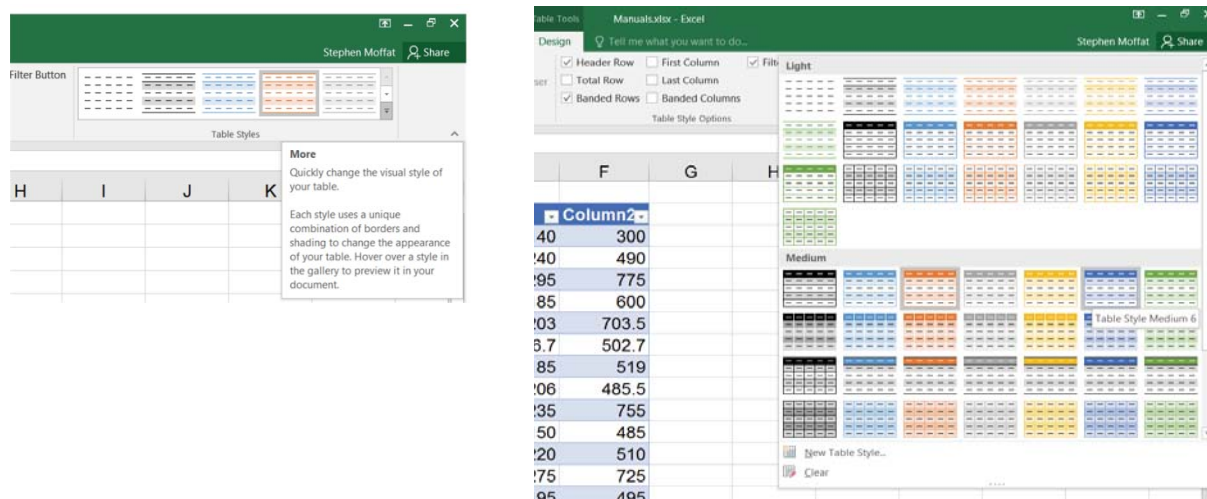 Stephen Moffat Share
Filter Button
Table Styles
More
Quickly change the visual style of
your table.
Each style uses a unique
combination of borders and
shading to change the appearance
of your table. Hover over a style in
the gallery to preview it in your
document.
H I J K
Table Tools Manuals.xlsx - Excel
Design Tell me what you want to do...
Stephen Moffat Share
Header Row First Column Filt
Total Row Last Column
Banded Rows Banded Columns
Table Style Options
Light
Medium
Table Style Medium 6
New Table Style...
Clear
F G H
Column2
40 300
240 490
295 775
85 600
203 703.5
6.7 502.7
85 519
206 485.5
235 755
50 485
220 510
275 725
95 495